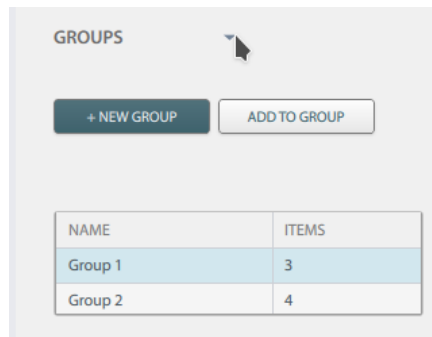 GROUPS
+ NEW GROUP ADD TO GROUP
NAME ITEMS
Group 1 3
Group 2 4